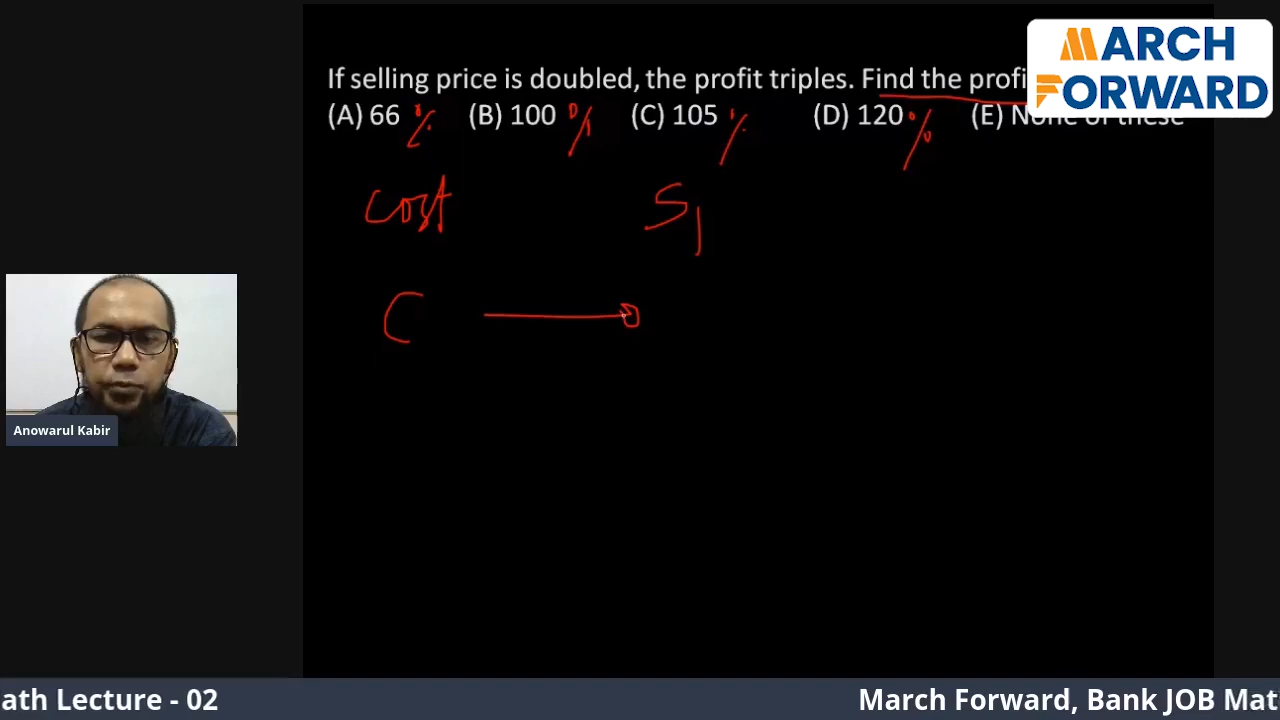 MARCH
FORWARD
If selling price is doubled, the profit triples. Find the
(A) 66 % (B) 100 % (C) 105 % (D) 120 % (E) None of these
cost S1
C
Anowarul Kabir
ath Lecture - 02 March Forward, Bank JOB Mat